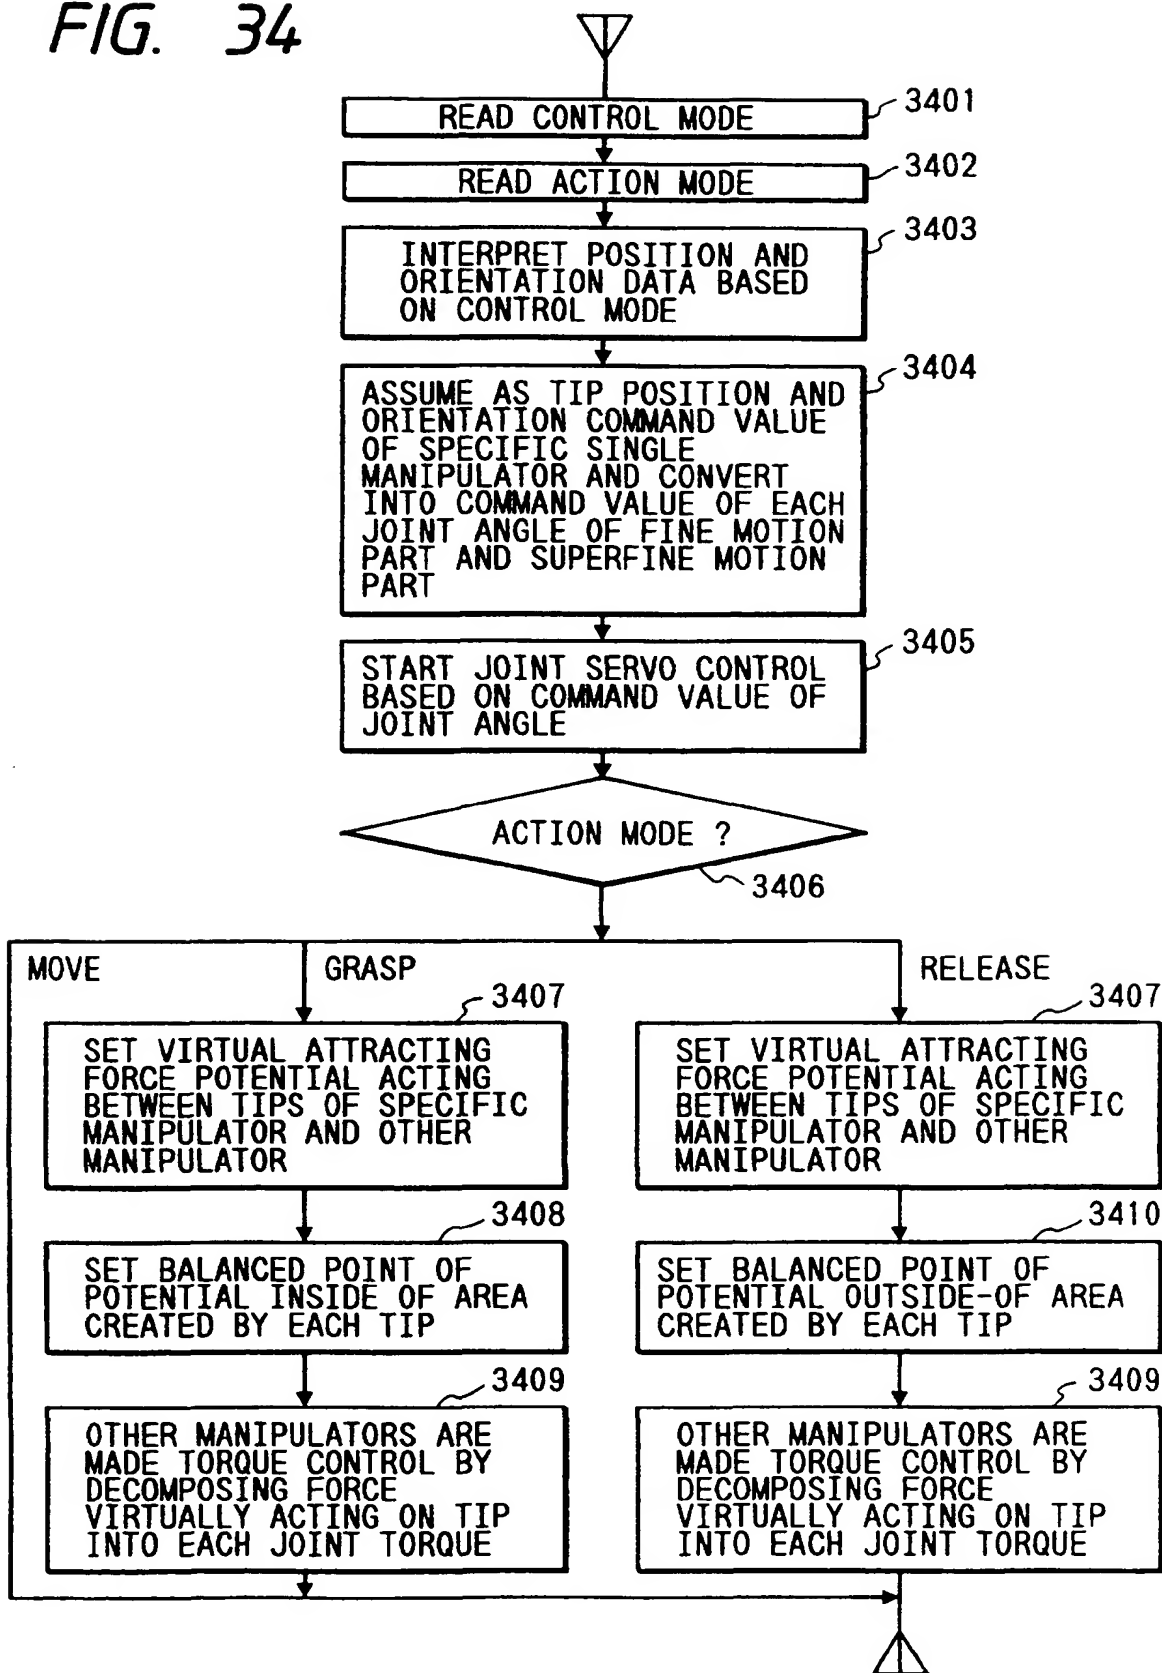 FIG. 34
READ CONTROL MODE
3401
READ ACTION MODE
3402
INTERPRET POSITION AND
ORIENTATION DATA BASED
ON CONTROL MODE
3403
ASSUME AS TIP POSITION AND
ORIENTATION COMMAND VALUE
OF SPECIFIC SINGLE
MANIPULATOR AND CONVERT
INTO COMMAND VALUE OF EACH
JOINT ANGLE OF FINE MOTION
PART AND SUPERFINE MOTION
PART
3404
START JOINT SERVO CONTROL
BASED ON COMMAND VALUE OF
JOINT ANGLE
3405
ACTION MODE ?
3406
MOVE
GRASP
RELEASE
3407
SET VIRTUAL ATTRACTING
FORCE POTENTIAL ACTING
BETWEEN TIPS OF SPECIFIC
MANIPULATOR AND OTHER
MANIPULATOR
3408
SET BALANCED POINT OF
POTENTIAL INSIDE OF AREA
CREATED BY EACH TIP
3409
OTHER MANIPULATORS ARE
MADE TORQUE CONTROL BY
DECOMPOSING FORCE
VIRTUALLY ACTING ON TIP
INTO EACH JOINT TORQUE
3407
SET VIRTUAL ATTRACTING
FORCE POTENTIAL ACTING
BETWEEN TIPS OF SPECIFIC
MANIPULATOR AND OTHER
MANIPULATOR
3410
SET BALANCED POINT OF
POTENTIAL OUTSIDE-OF AREA
CREATED BY EACH TIP
3409
OTHER MANIPULATORS ARE
MADE TORQUE CONTROL BY
DECOMPOSING FORCE
VIRTUALLY ACTING ON TIP
INTO EACH JOINT TORQUE